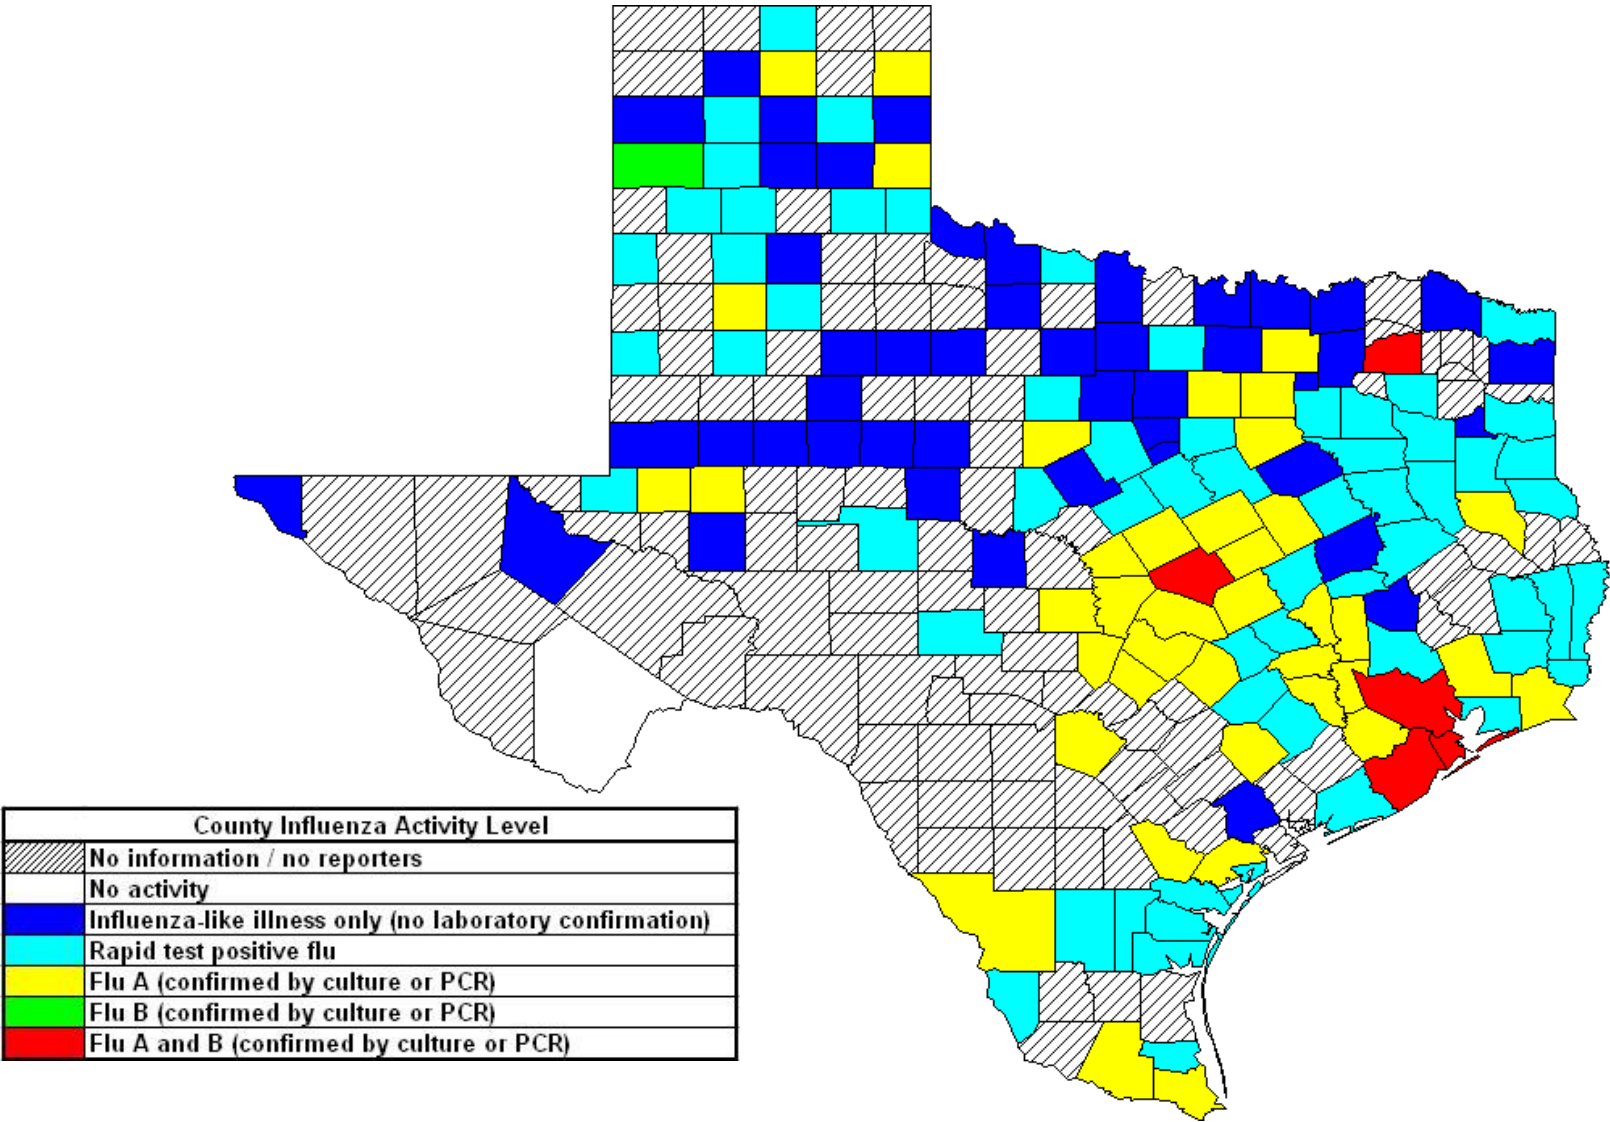 County Influenza Activity Level
No information / no reporters
No activity
Influenza-like illness only (no laboratory confirmation)
Rapid test positive flu
Flu A (confirmed by culture or PCR)
Flu B (confirmed by culture or PCR)
Flu A and B (confirmed by culture or PCR)